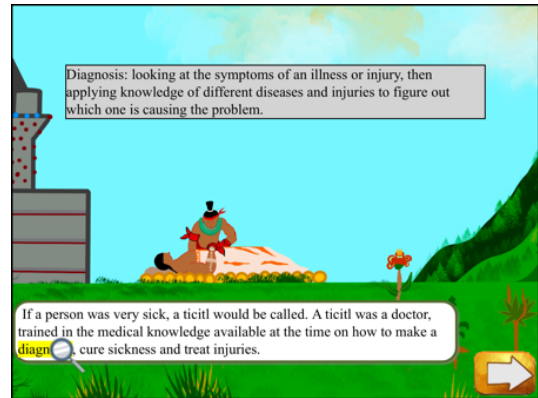 Diagnosis: looking at the symptoms of an illness or injury, then
applying knowledge of different diseases and injuries to figure out
which one is causing the problem.
If a person was very sick, a ticitl would be called. A ticitl was a doctor,
trained in the medical knowledge available at the time on how to make a
diagn , cure sickness and treat injuries.